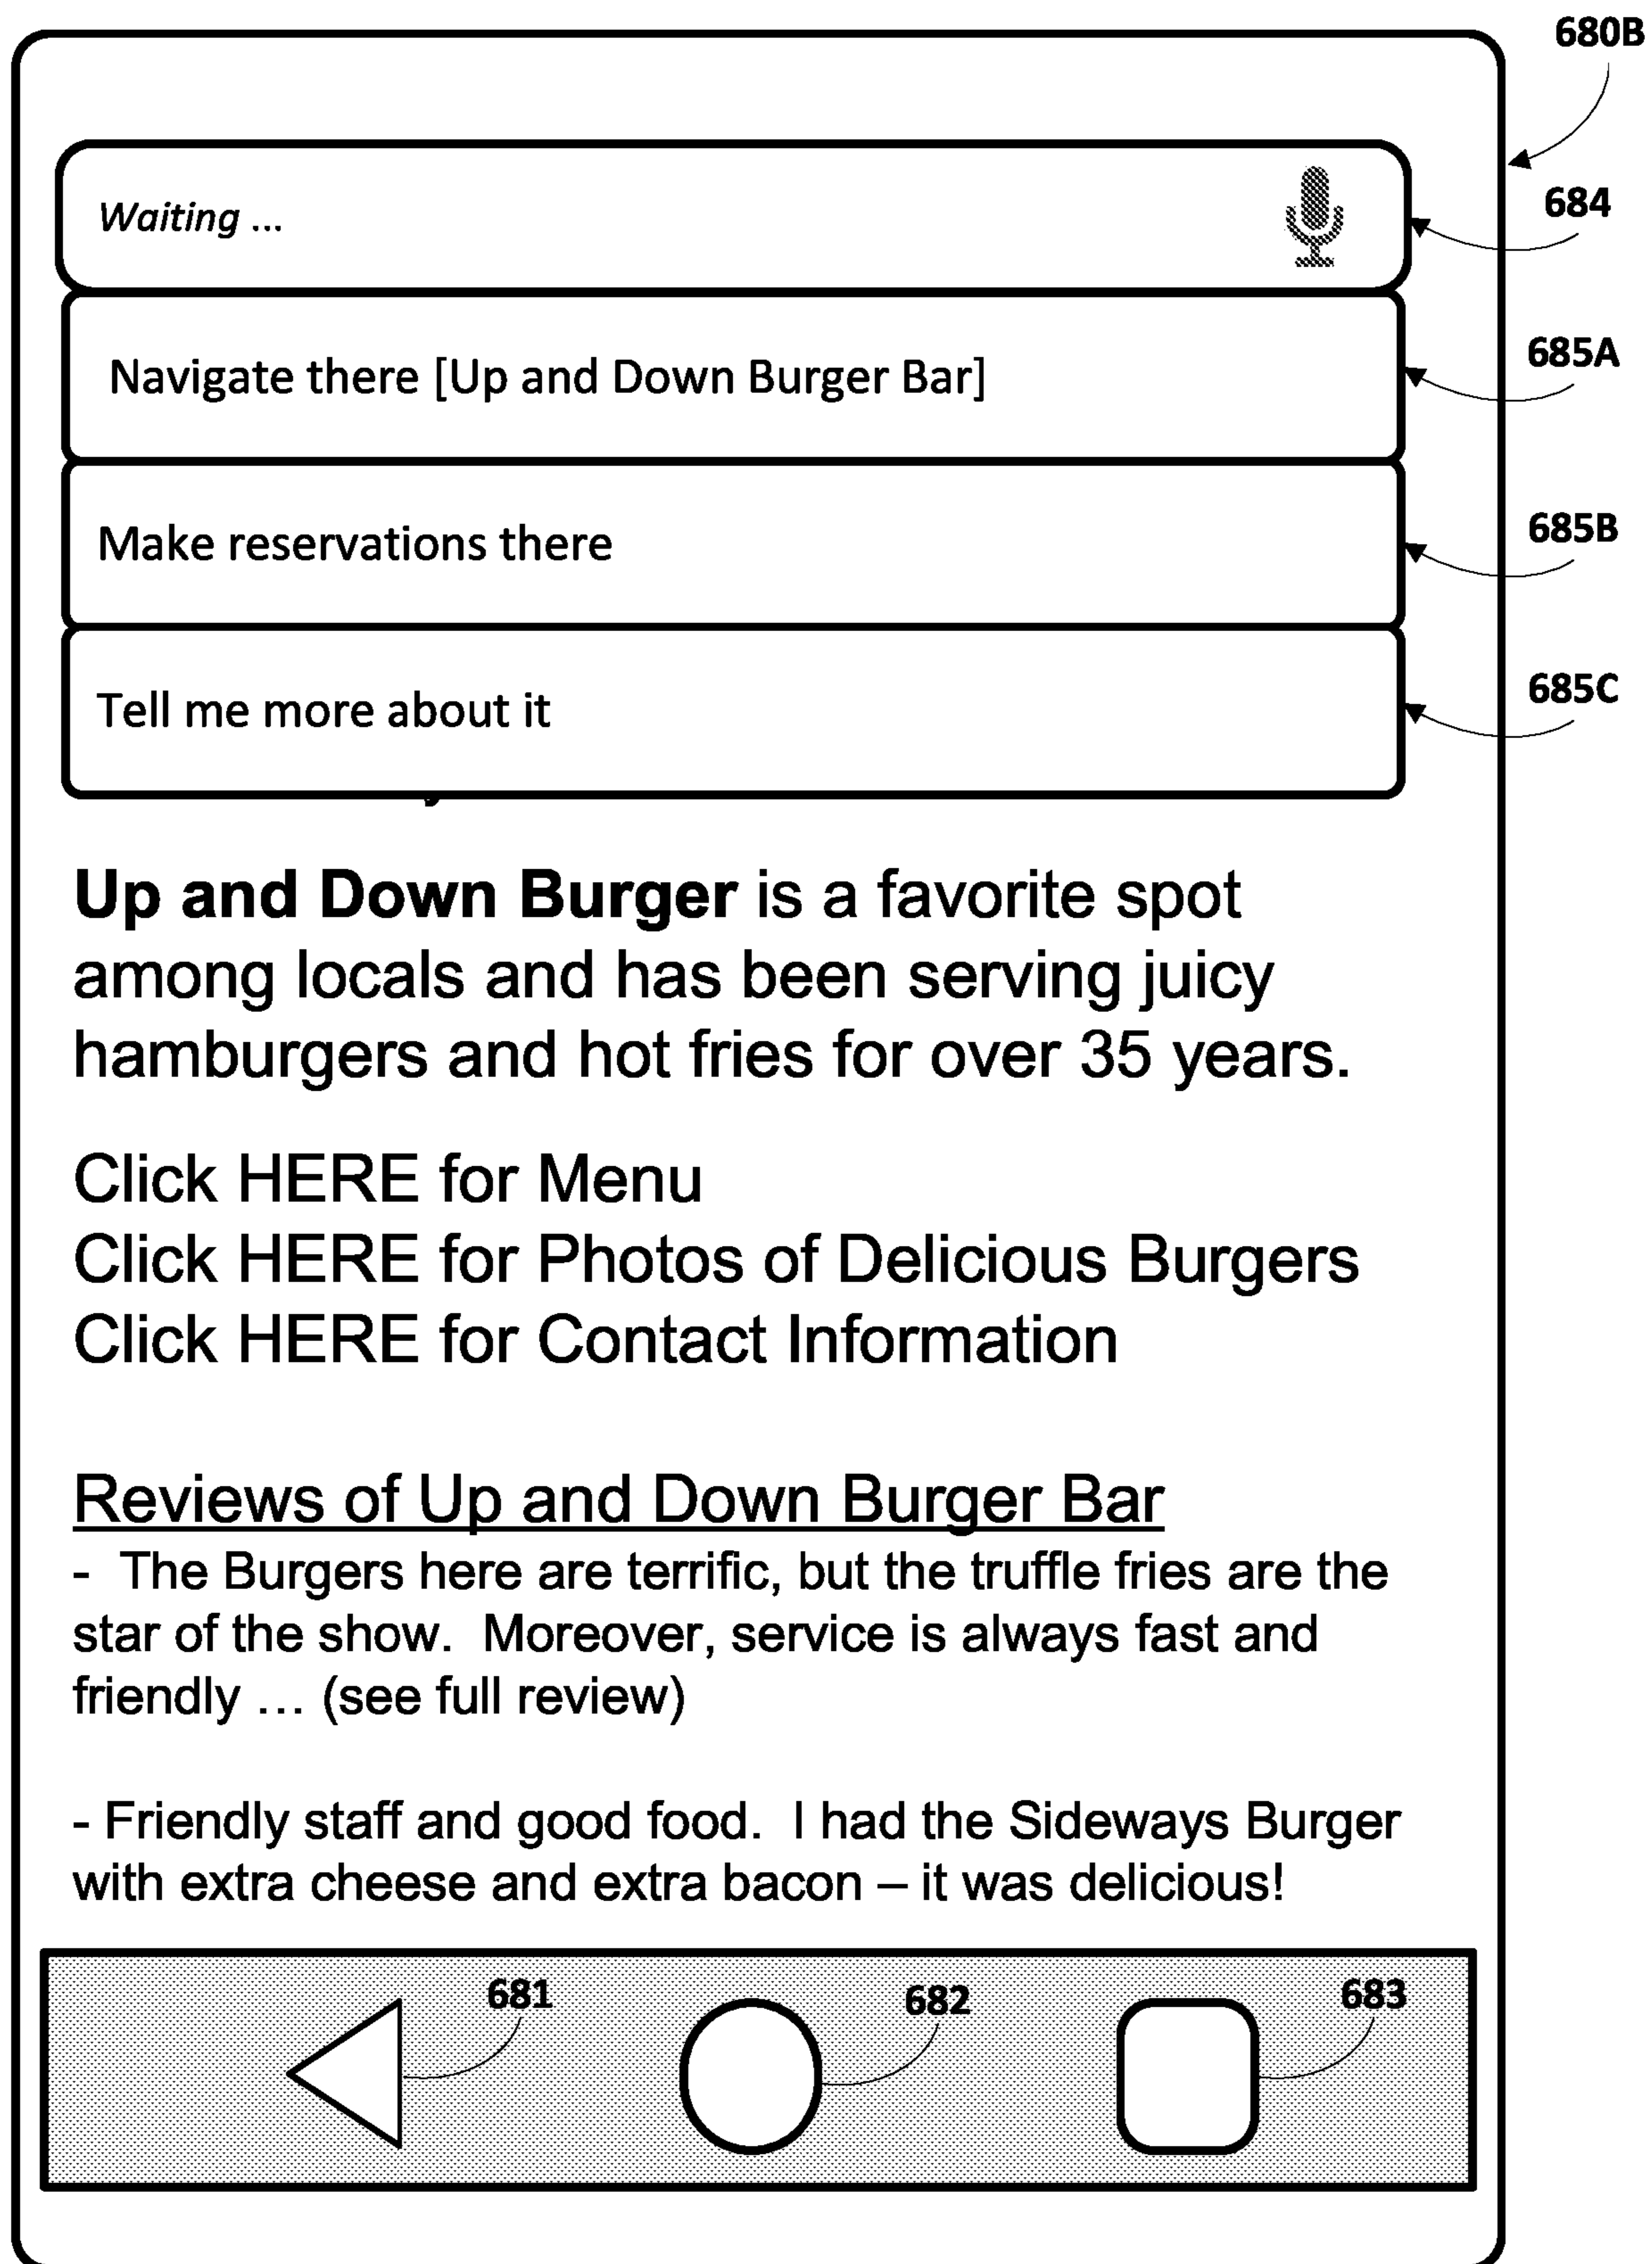 680B
Waiting ...
684
Navigate there [Up and Down Burger Bar]
685A
Make reservations there
685B
Tell me more about it
685C
Up and Down Burger is a favorite spot
among locals and has been serving juicy
hamburgers and hot fries for over 35 years.
Click HERE for Menu
Click HERE for Photos of Delicious Burgers
Click HERE for Contact Information
Reviews of Up and Down Burger Bar
- The Burgers here are terrific, but the truffle fries are the
star of the show. Moreover, service is always fast and
friendly ... (see full review)
- Friendly staff and good food. I had the Sideways Burger
with extra cheese and extra bacon – it was delicious!
681
682
683